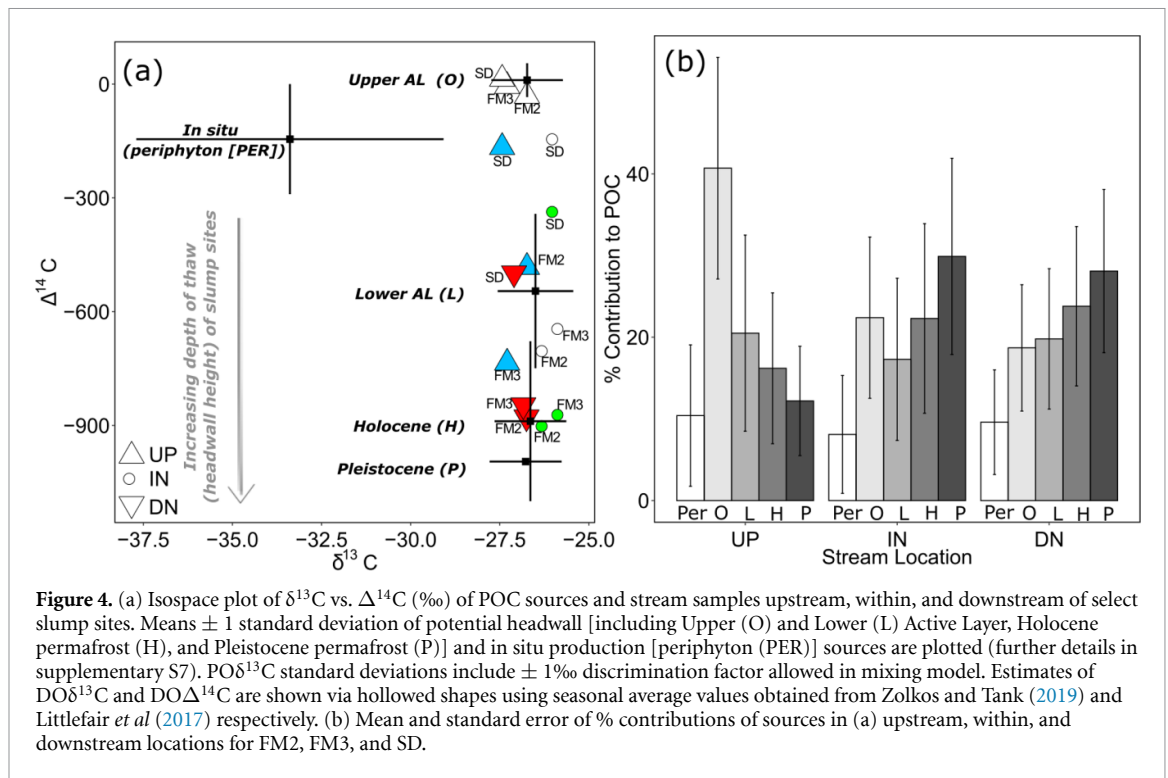 (a)
0
−300
−600
−900
Δ¹⁴ C
Upper AL (O)
SD
FM3
FM2
In situ
(periphyton [PER])
SD
SD
SD
Increasing depth of thaw
(headwall height) of slump sites
FM2
SD
Lower AL (L)
FM3
FM2
FM3
FM3
FM3
Holocene (H)
FM2
FM2
Pleistocene (P)
UP
IN
DN
−37.5
−35.0
−32.5
−30.0
−27.5
−25.0
δ¹³ C
(b)
% Contribution to POC
40
20
0
Per O L H P
Per O L H P
Per O L H P
UP
IN
DN
Stream Location
Figure 4. (a) Isospace plot of δ¹³C vs. Δ¹⁴C (‰) of POC sources and stream samples upstream, within, and downstream of select
slump sites. Means ± 1 standard deviation of potential headwall [including Upper (O) and Lower (L) Active Layer, Holocene
permafrost (H), and Pleistocene permafrost (P)] and in situ production [periphyton (PER)] sources are plotted (further details in
supplementary S7). POδ¹³C standard deviations include ± 1‰ discrimination factor allowed in mixing model. Estimates of
DOδ¹³C and DOΔ¹⁴C are shown via hollowed shapes using seasonal average values obtained from Zolkos and Tank (2019) and
Littlefair et al (2017) respectively. (b) Mean and standard error of % contributions of sources in (a) upstream, within, and
downstream locations for FM2, FM3, and SD.